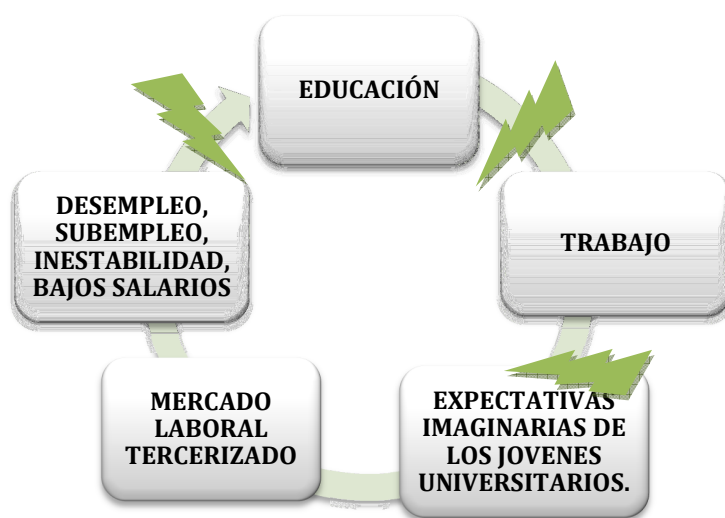 EDUCACIÓN
TRABAJO
EXPECTATIVAS
IMAGINARIAS DE
LOS JOVENES
UNIVERSITARIOS.
MERCADO
LABORAL
TERCERIZADO
DESEMPLEO,
SUBEMPLEO,
INESTABILIDAD,
BAJOS SALARIOS